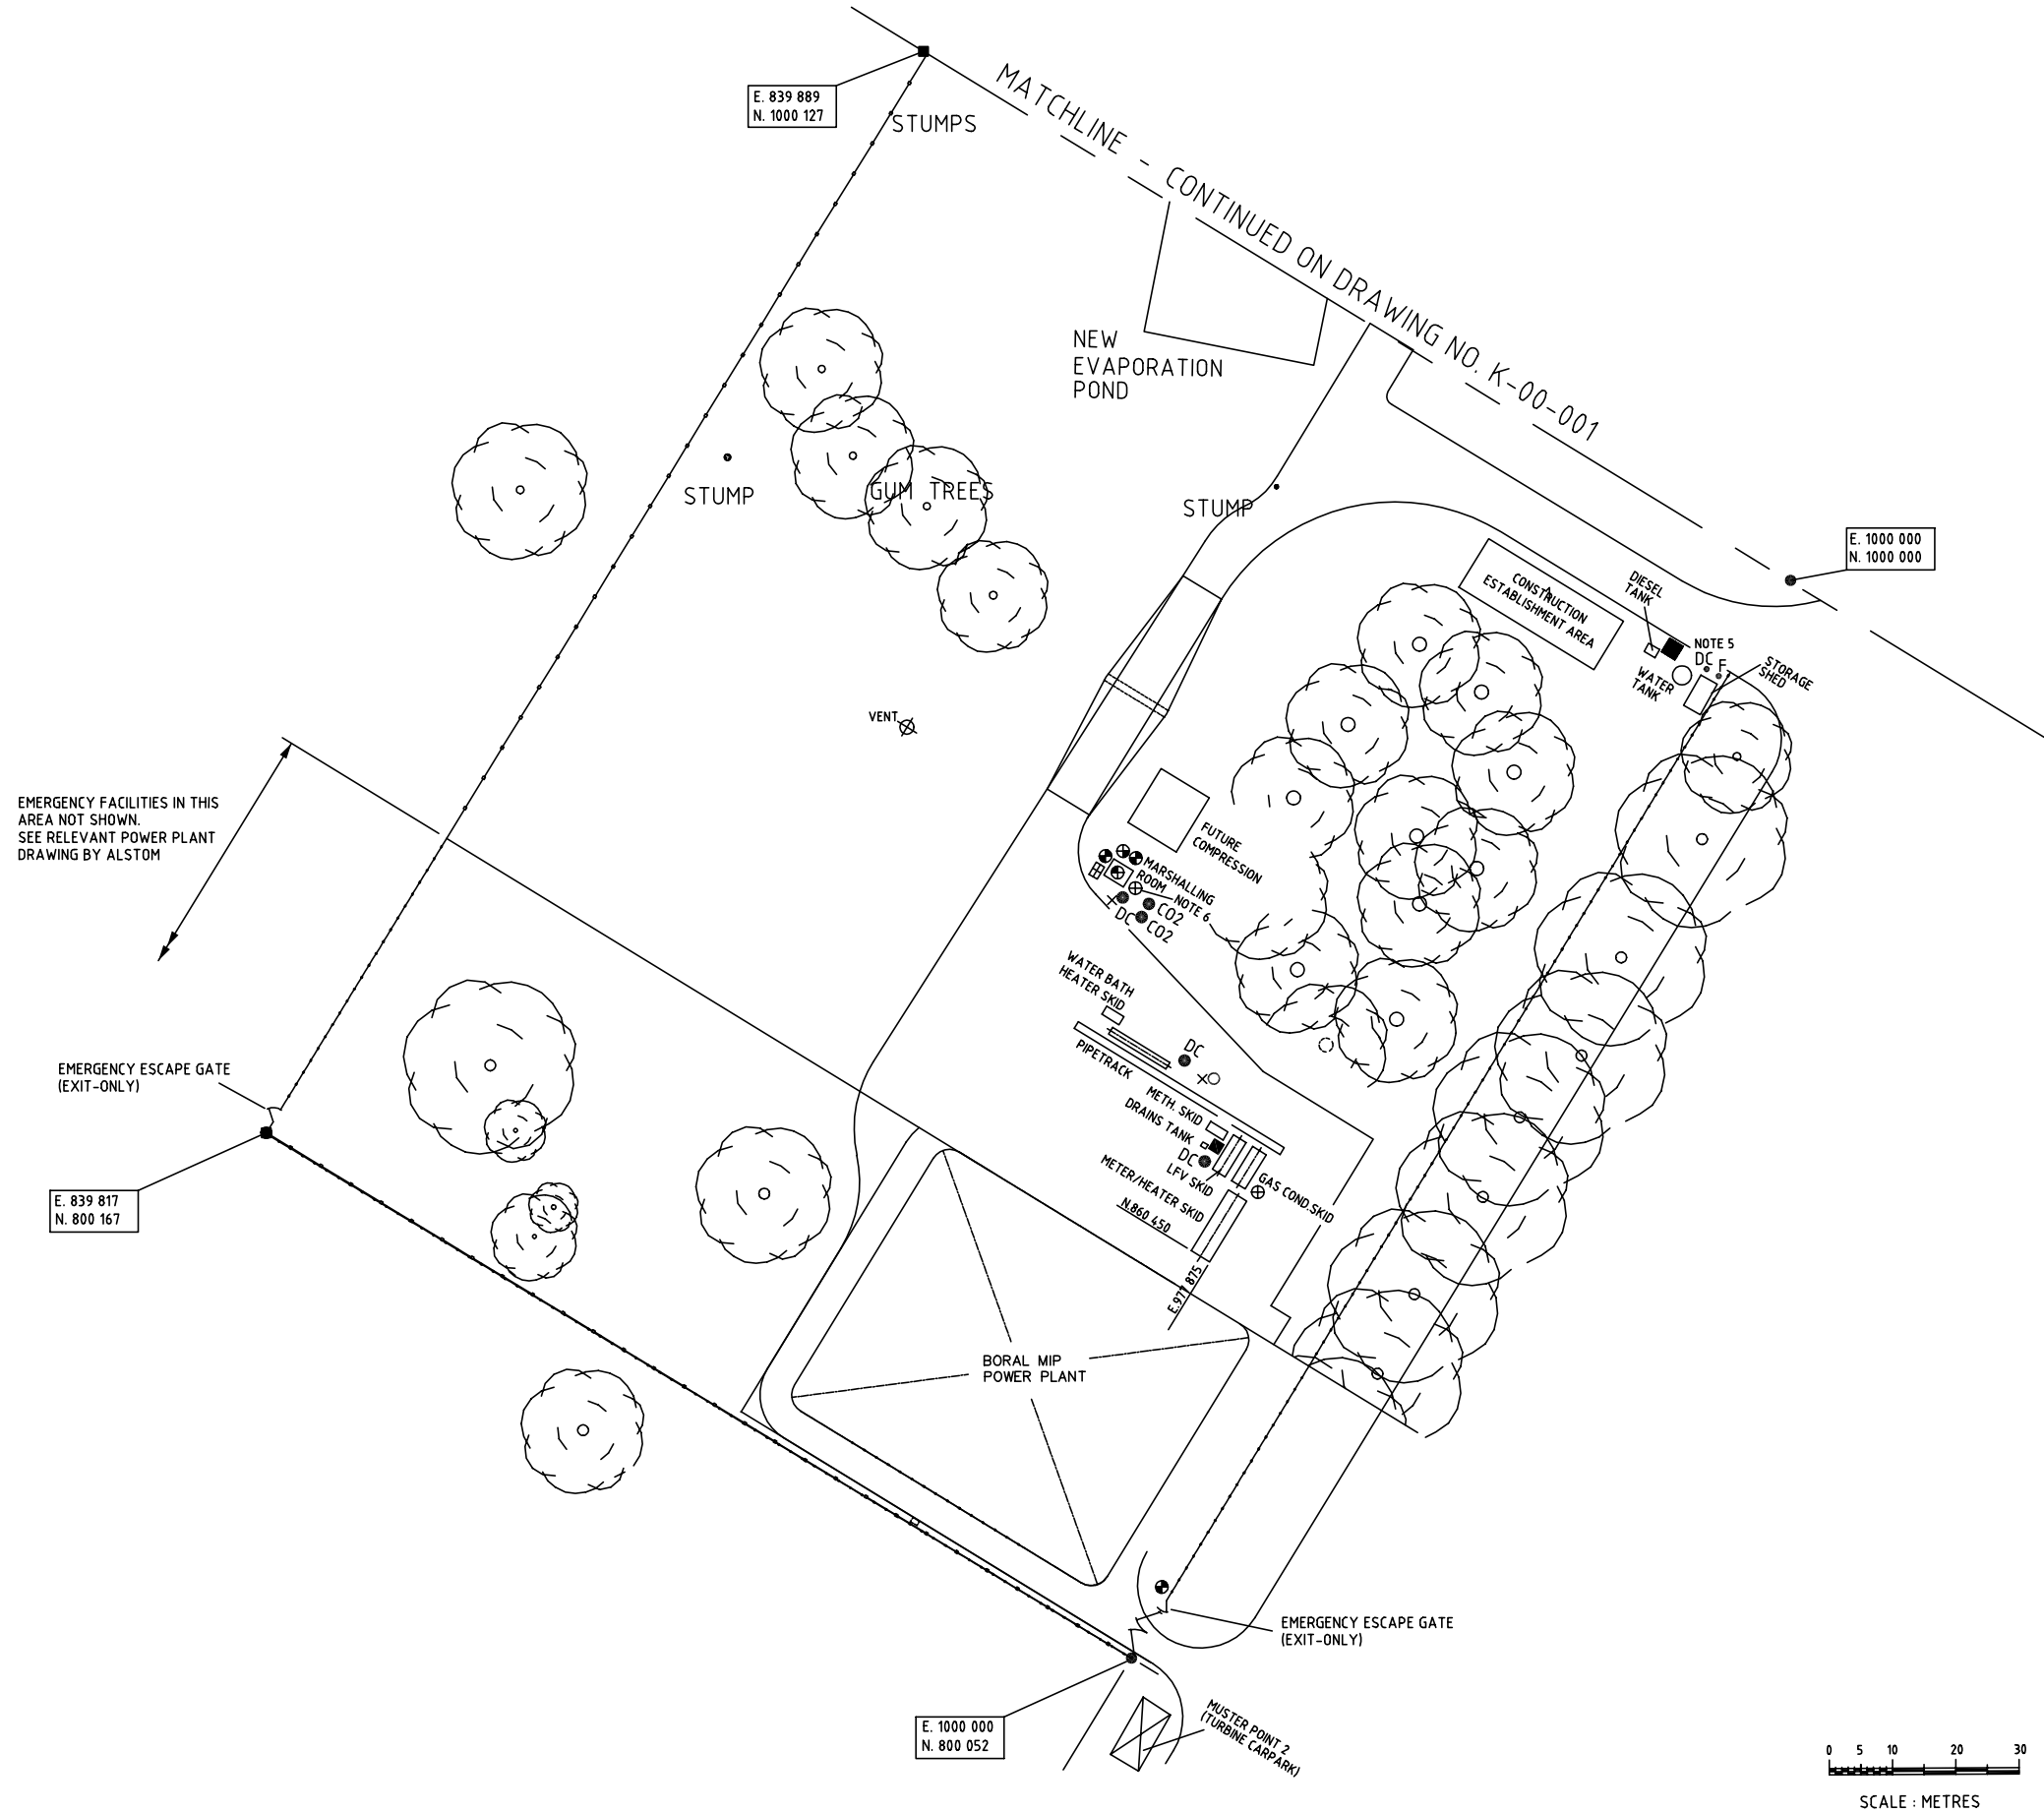 E. 839 889
N. 1000 127
STUMPS
MATCHLINE - CONTINUED ON DRAWING NO. K-00-001
NEW
EVAPORATION
POND
STUMP
GUM TREES
STUMP
E. 1000 000
N. 1000 000
CONSTRUCTION
ESTABLISHMENT AREA
DIESEL
TANK
NOTE 5
DC
F
STORAGE
SHED
WATER
TANK
VENT
EMERGENCY FACILITIES IN THIS
AREA NOT SHOWN.
SEE RELEVANT POWER PLANT
DRAWING BY ALSTOM
FUTURE
COMPRESSION
MARSHALLING
ROOM
NOTE 6
CO2
DC
CO2
WATER BATH
HEATER SKID
DC
PIPETRACK
EMERGENCY ESCAPE GATE
(EXIT-ONLY)
METH. SKID
DRAINS TANK
DC
LFV SKID
GAS COND.SKID
METER/HEATER SKID
N.860 450
E.971 875
E. 839 817
N. 800 167
BORAL MIP
POWER PLANT
EMERGENCY ESCAPE GATE
(EXIT-ONLY)
E. 1000 000
N. 800 052
MUSTER POINT 2
(TURBINE CARPARK)
0 5 10 20 30
SCALE : METRES